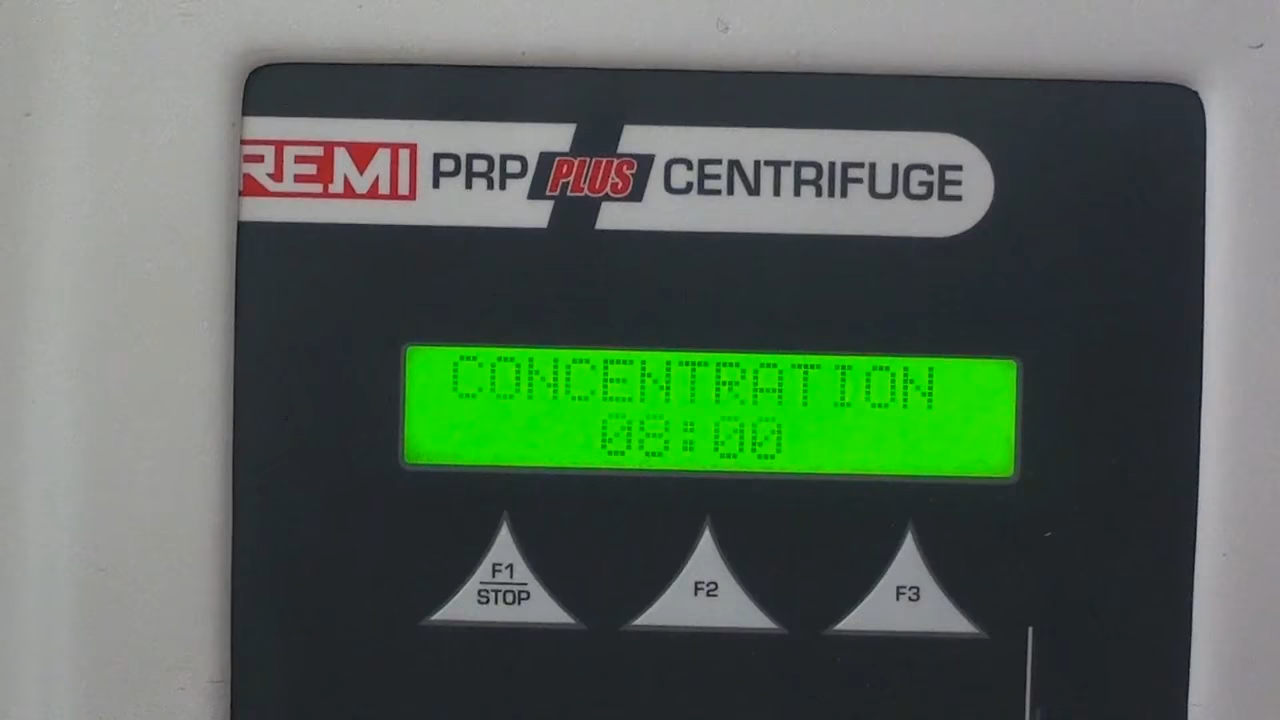 REMI PRP PLUS CENTRIFUGE
CONCENTRATION
08:00
F1
STOP
F2
F3